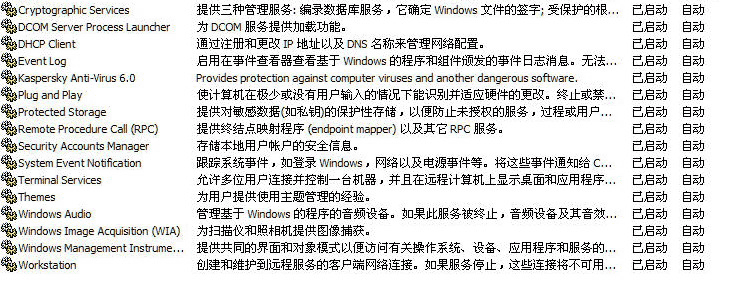 Cryptographic Services 提供三种管理服务: 编录数据库服务，它确定 Windows 文件的签字; 受保护的根... 已启动 自动
DCOM Server Process Launcher 为 DCOM 服务提供加载功能。 已启动 自动
DHCP Client 通过注册和更改 IP 地址以及 DNS 名称来管理网络配置。 已启动 自动
Event Log 启用在事件查看器查看基于 Windows 的程序和组件颁发的事件日志消息。无法... 已启动 自动
Kaspersky Anti-Virus 6.0 Provides protection against computer viruses and another dangerous software. 已启动 自动
Plug and Play 使计算机在极少或没有用户输入的情况下能识别并适应硬件的更改。终止或禁... 已启动 自动
Protected Storage 提供对敏感数据(如私钥)的保护性存储，以便防止未授权的服务，过程或用户... 已启动 自动
Remote Procedure Call (RPC) 提供终结点映射程序 (endpoint mapper) 以及其它 RPC 服务。 已启动 自动
Security Accounts Manager 存储本地用户帐户的安全信息。 已启动 自动
System Event Notification 跟踪系统事件，如登录 Windows，网络以及电源事件等。将这些事件通知给 C... 已启动 自动
Terminal Services 允许多位用户连接并控制一台机器，并且在远程计算机上显示桌面和应用程序... 已启动 自动
Themes 为用户提供使用主题管理的经验。 已启动 自动
Windows Audio 管理基于 Windows 的程序的音频设备。如果此服务被终止，音频设备及其音效... 已启动 自动
Windows Image Acquisition (WIA) 为扫描仪和照相机提供图像捕获。 已启动 自动
Windows Management Instrume... 提供共同的界面和对象模式以便访问有关操作系统、设备、应用程序和服务的... 已启动 自动
Workstation 创建和维护到远程服务的客户端网络连接。如果服务停止，这些连接将不可用... 已启动 自动